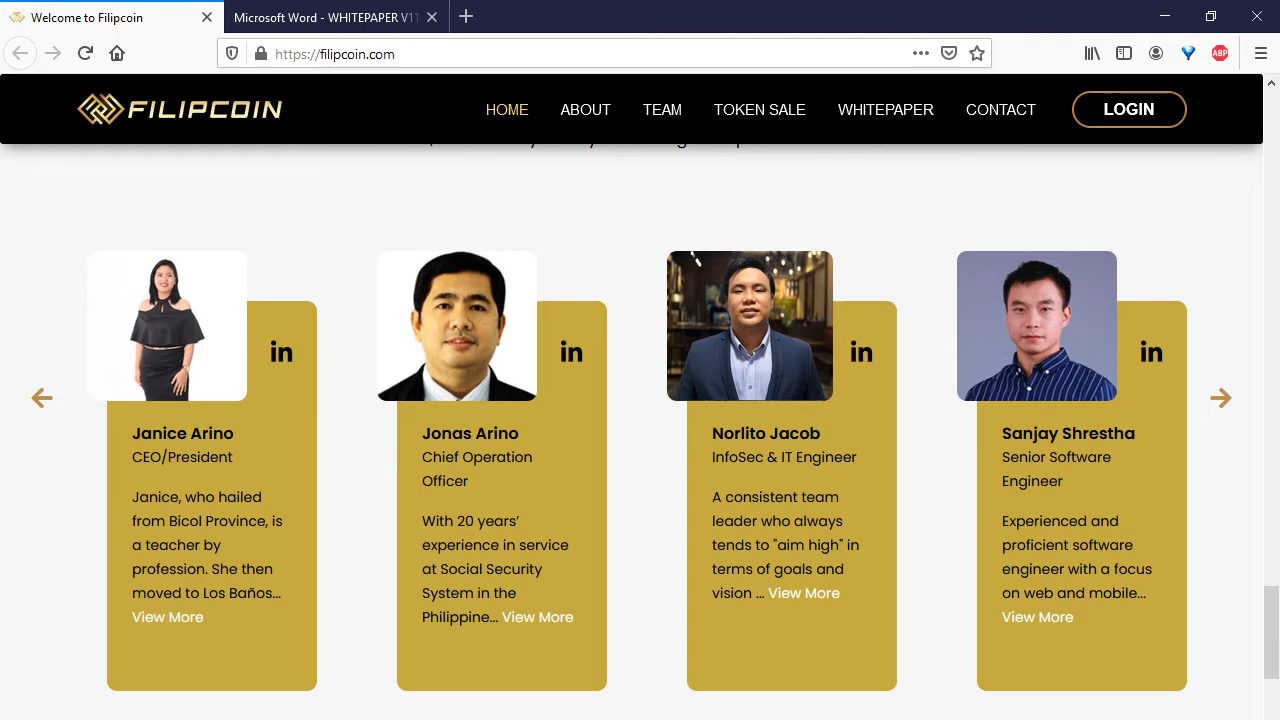 Welcome to Filipcoin
Microsoft Word - WHITEPAPER V11
https://filipcoin.com
ABP
FILIPCOIN
HOME ABOUT TEAM TOKEN SALE WHITEPAPER CONTACT LOGIN
in
Janice Arino
CEO/President
Janice, who hailed
from Bicol Province, is
a teacher by
profession. She then
moved to Los Baños...
View More
in
Jonas Arino
Chief Operation
Officer
With 20 years’
experience in service
at Social Security
System in the
Philippine... View More
in
Norlito Jacob
InfoSec & IT Engineer
A consistent team
leader who always
tends to "aim high" in
terms of goals and
vision ... View More
in
Sanjay Shrestha
Senior Software
Engineer
Experienced and
proficient software
engineer with a focus
on web and mobile...
View More